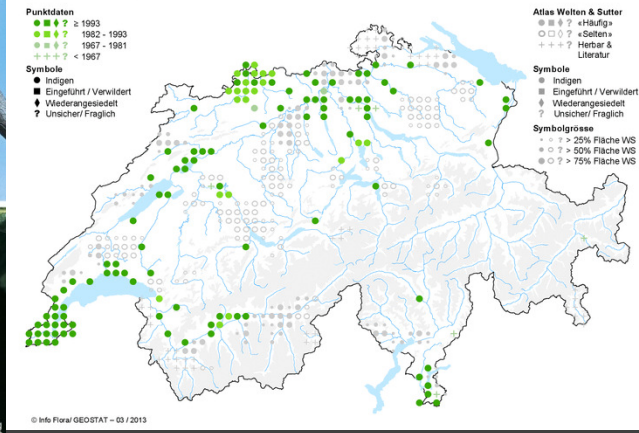 Punktdaten
? ≥ 1993
? 1982 - 1993
? 1967 - 1981
+ + + ? < 1967
Symbole
Indigen
Eingeführt / Verwildert
Wiederangesiedelt
? Unsicher/ Fraglich
Atlas Welten & Sutter
? «Häufig»
? «Selten»
+ + + ? Herbar &
Literatur
Symbole
Indigen
Eingeführt / Verwildert
Wiederangesiedelt
? Unsicher/ Fraglich
Symbolgrösse
? > 25% Fläche WS
? > 50% Fläche WS
? > 75% Fläche WS
© Info Flora/ GEOSTAT – 03 / 2013